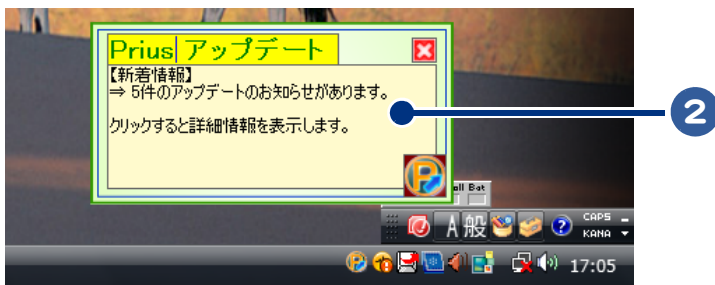 Prius アップデート
【新着情報】
⇒ 5件のアップデートのお知らせがあります。
クリックすると詳細情報を表示します。
2
all Bat
A 般 CAPS
KANA
17:05